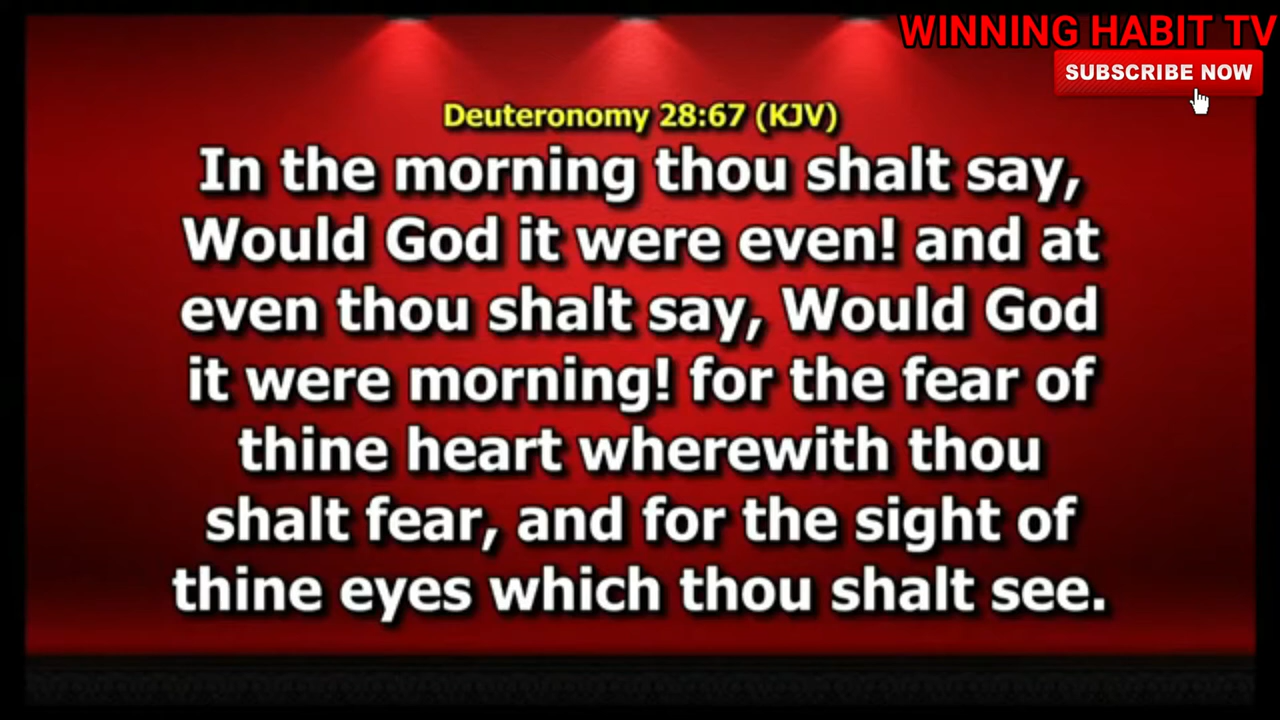 WINNING HABIT TV
SUBSCRIBE NOW
Deuteronomy 28:67 (KJV)
In the morning thou shalt say,
Would God it were even! and at
even thou shalt say, Would God
it were morning! for the fear of
thine heart wherewith thou
shalt fear, and for the sight of
thine eyes which thou shalt see.